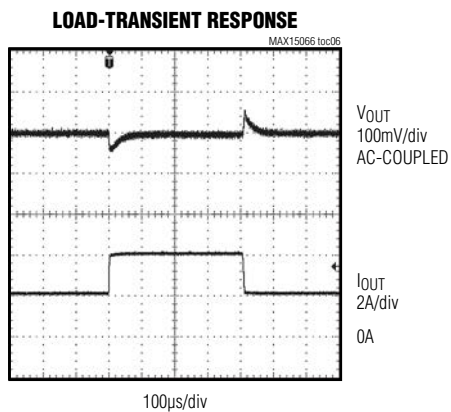 LOAD-TRANSIENT RESPONSE
MAX15066 toc06
T
VOUT
100mV/div
AC-COUPLED
IOUT
2A/div
0A
100µs/div